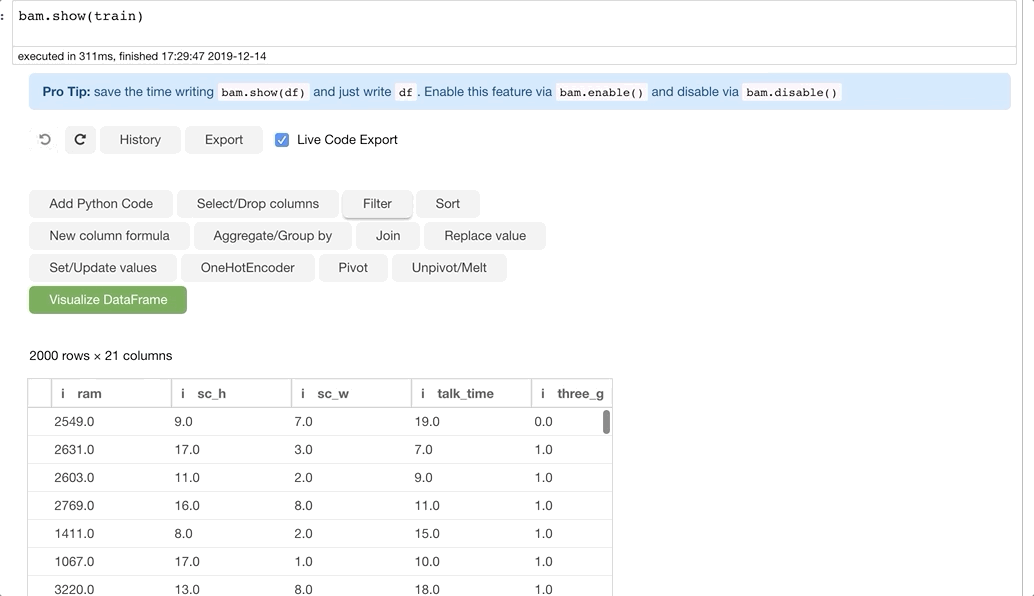 : bam.show(train)
executed in 311ms, finished 17:29:47 2019-12-14
Pro Tip: save the time writing bam.show(df) and just write df . Enable this feature via bam.enable() and disable via bam.disable()
History Export Live Code Export
Add Python Code Select/Drop columns Filter Sort
New column formula Aggregate/Group by Join Replace value
Set/Update values OneHotEncoder Pivot Unpivot/Melt
Visualize DataFrame
2000 rows × 21 columns
i ram i sc_h i sc_w i talk_time i three_g
2549.0 9.0 7.0 19.0 0.0
2631.0 17.0 3.0 7.0 1.0
2603.0 11.0 2.0 9.0 1.0
2769.0 16.0 8.0 11.0 1.0
1411.0 8.0 2.0 15.0 1.0
1067.0 17.0 1.0 10.0 1.0
3220.0 13.0 8.0 18.0 1.0